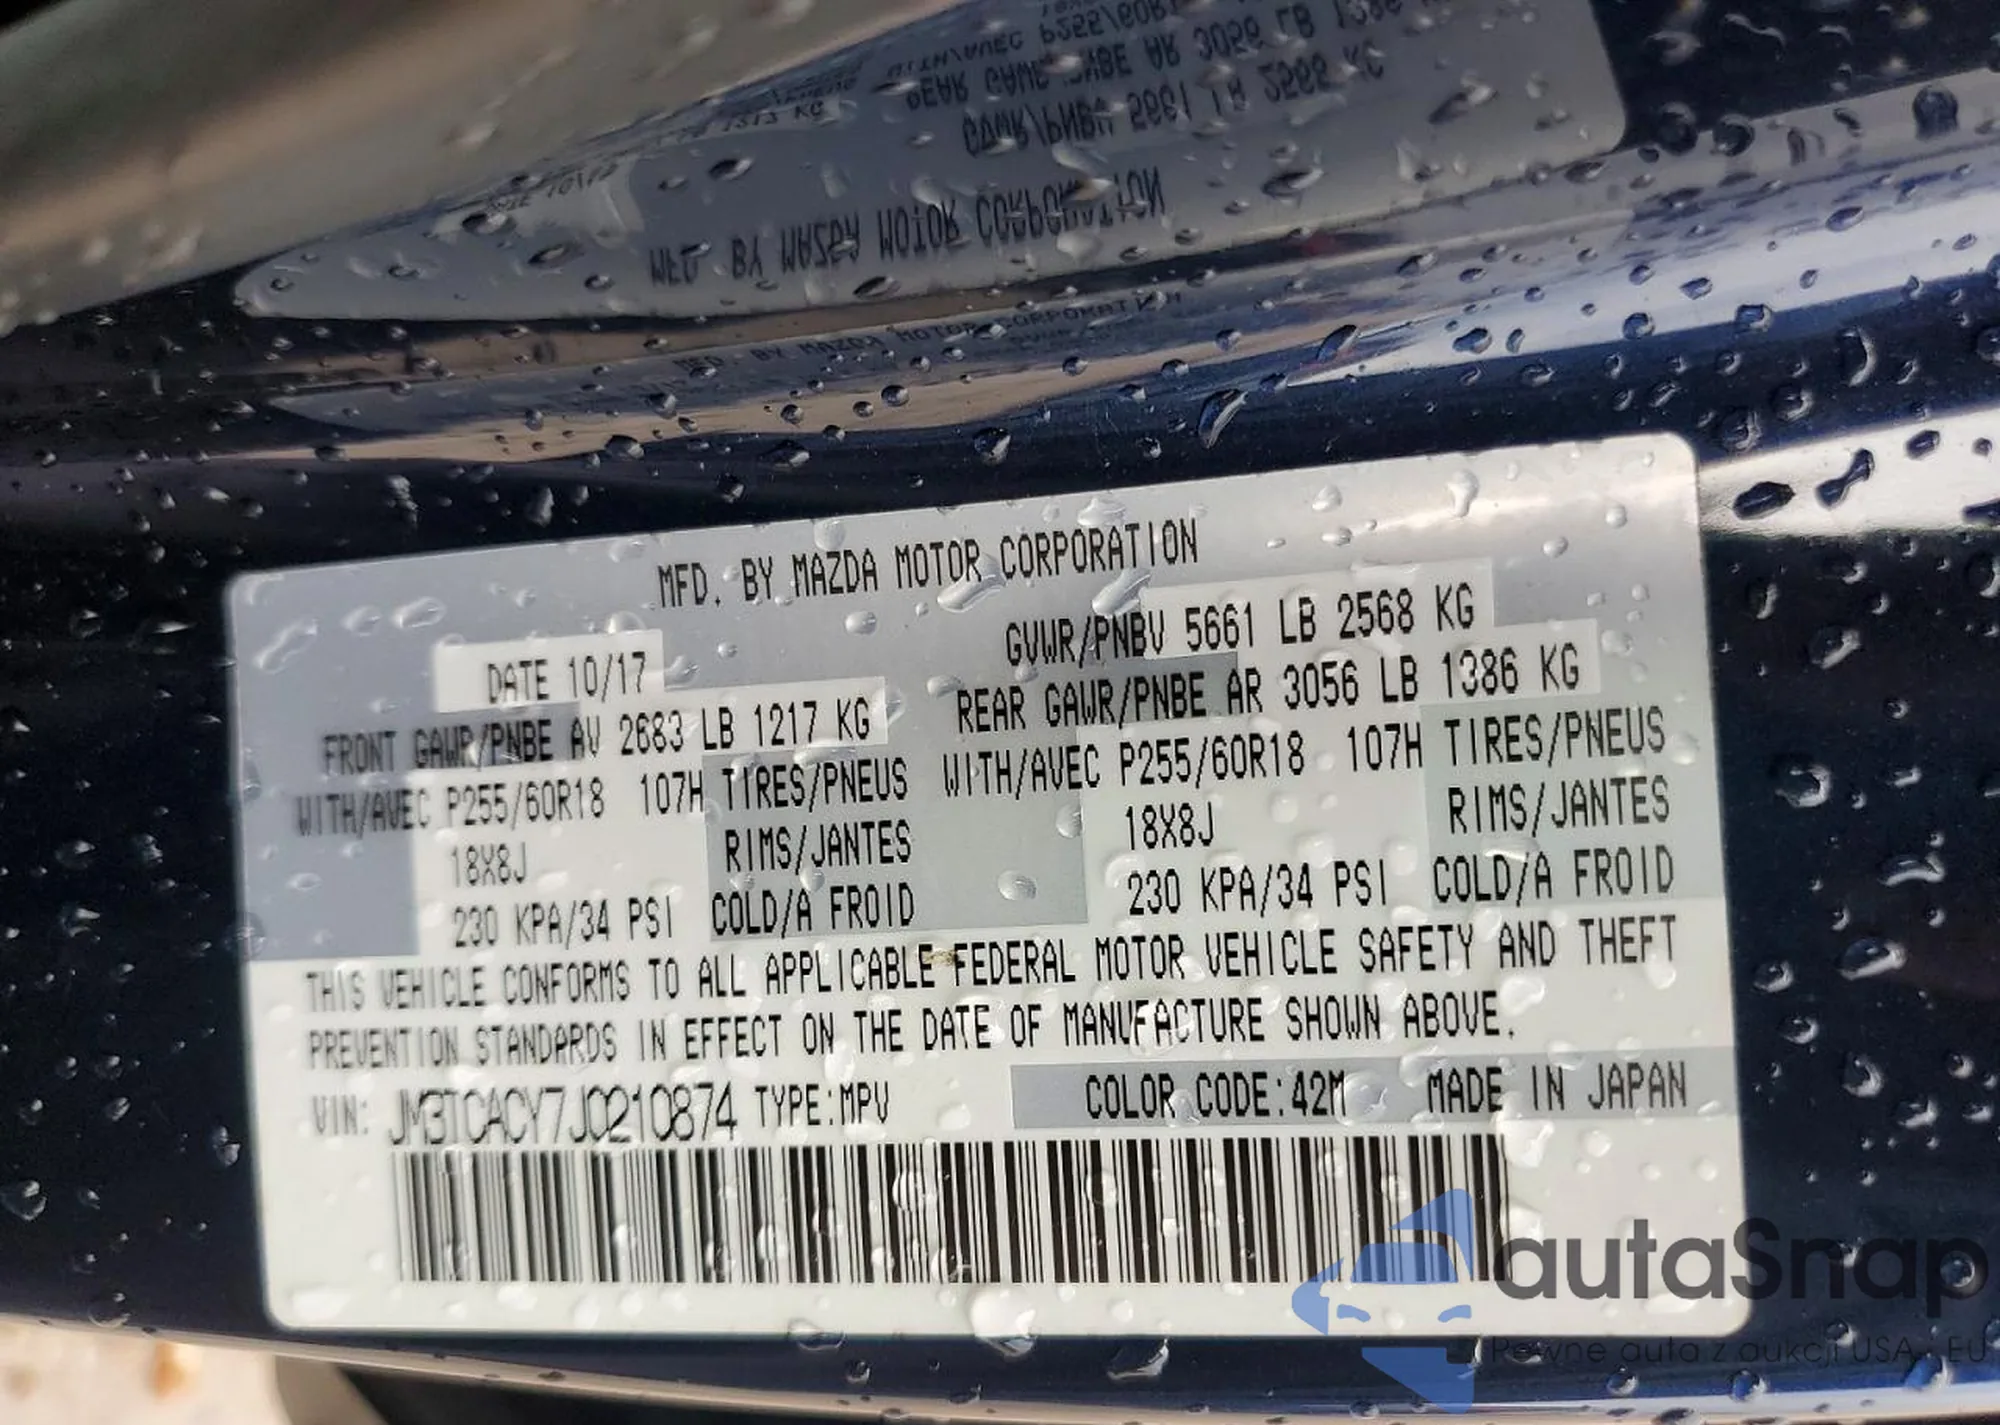 MFD. BY MAZDA MOTOR CORPORATION
DATE 10/17
GVWR/PNBV 5661 LB 2568 KG
FRONT GAWR/PNBE AV 2683 LB 1217 KG
REAR GAWR/PNBE AR 3056 LB 1386 KG
WITH/AVEC P255/60R18 107H TIRES/PNEUS
WITH/AVEC P255/60R18 107H TIRES/PNEUS
18X8J RIMS/JANTES
18X8J RIMS/JANTES
230 KPA/34 PSI COLD/A FROID
230 KPA/34 PSI COLD/A FROID
THIS VEHICLE CONFORMS TO ALL APPLICABLE FEDERAL MOTOR VEHICLE SAFETY AND THEFT
PREVENTION STANDARDS IN EFFECT ON THE DATE OF MANUFACTURE SHOWN ABOVE.
VIN: JM3TCACY7J0210874 TYPE:MPV COLOR CODE:42M MADE IN JAPAN
autaSnap
Pewne auta z aukcji USA i EU